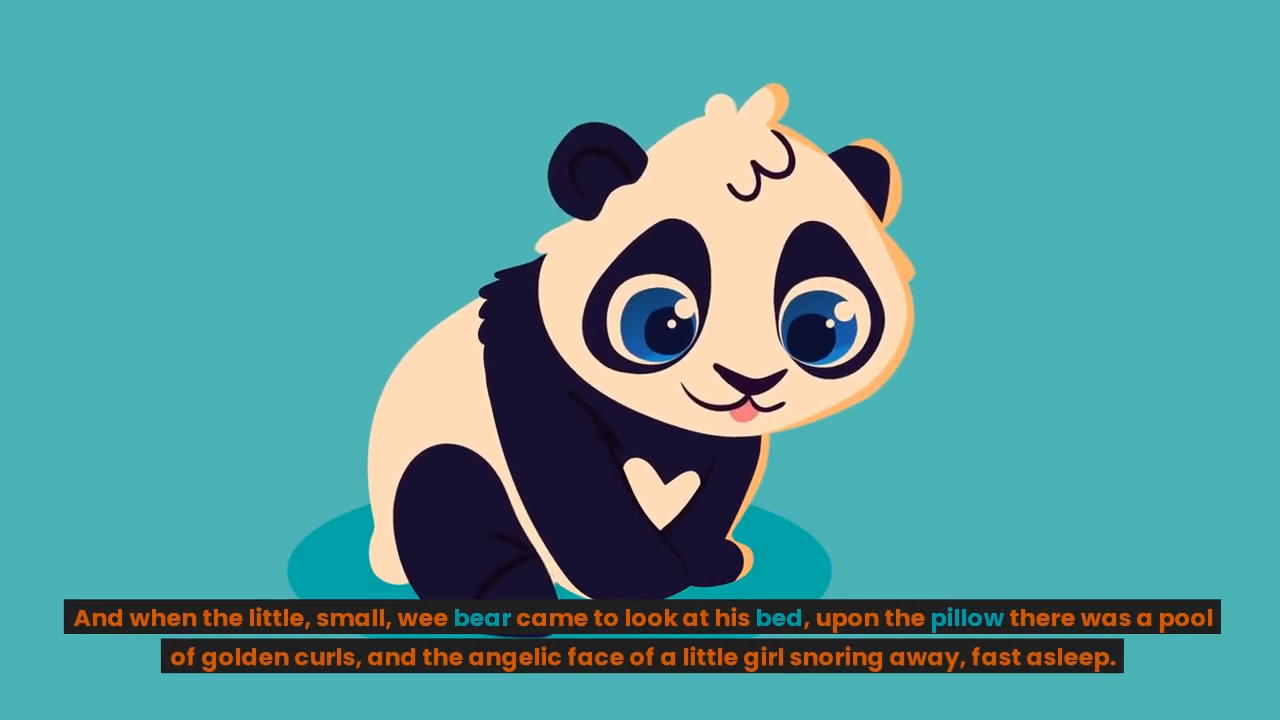 And when the little, small, wee bear came to look at his bed, upon the pillow there was a pool
of golden curls, and the angelic face of a little girl snoring away, fast asleep.